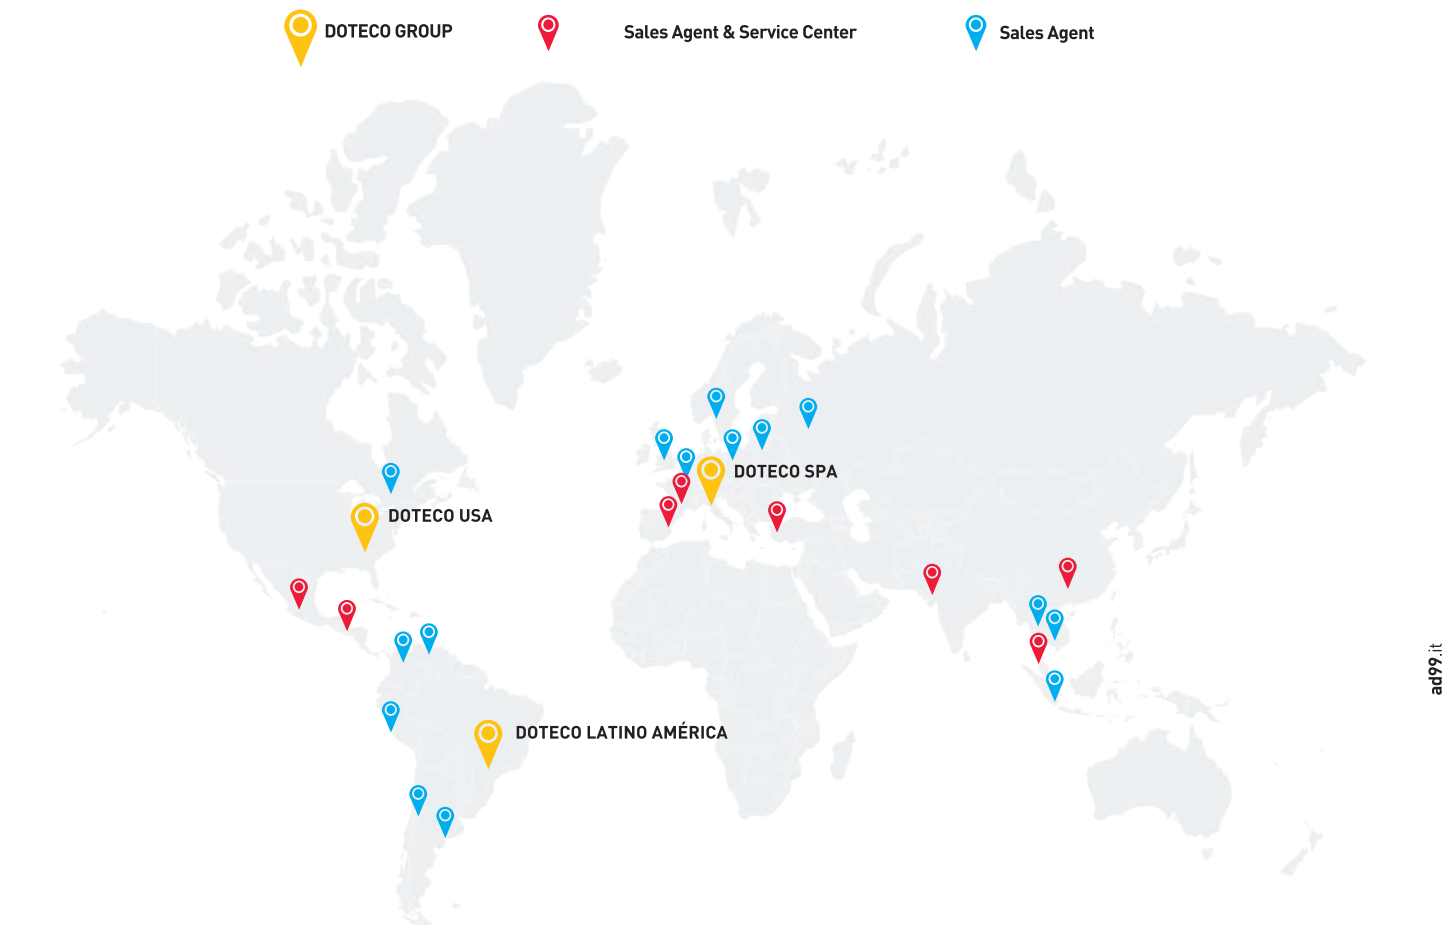 DOTECO GROUP
Sales Agent & Service Center
Sales Agent
DOTECO SPA
DOTECO USA
DOTECO LATINO AMÉRICA
ad99.it